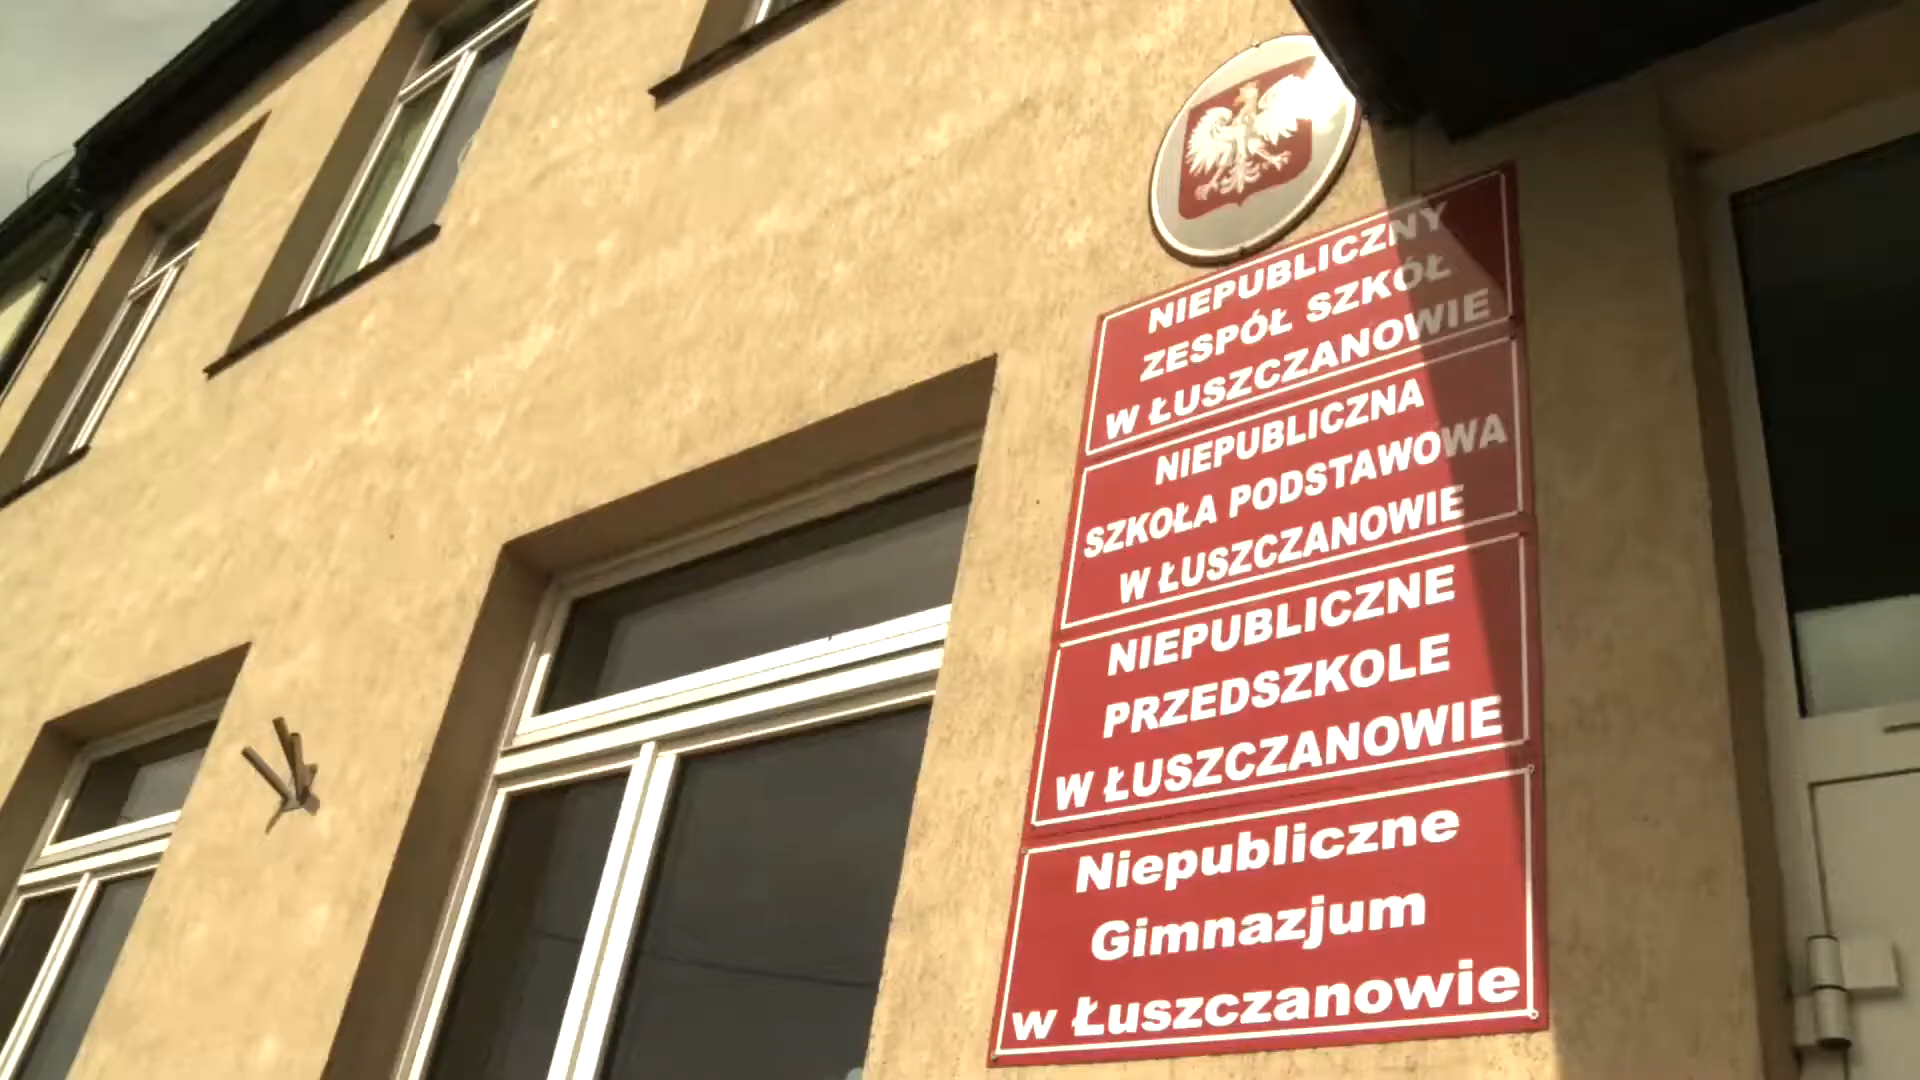 NIEPUBLICZNY
ZESPÓŁ SZKÓŁ
W ŁUSZCZANOWIE
NIEPUBLICZNA
SZKOŁA PODSTAWOWA
W ŁUSZCZANOWIE
NIEPUBLICZNE
PRZEDSZKOLE
W ŁUSZCZANOWIE
Niepubliczne
Gimnazjum
w Łuszczanowie